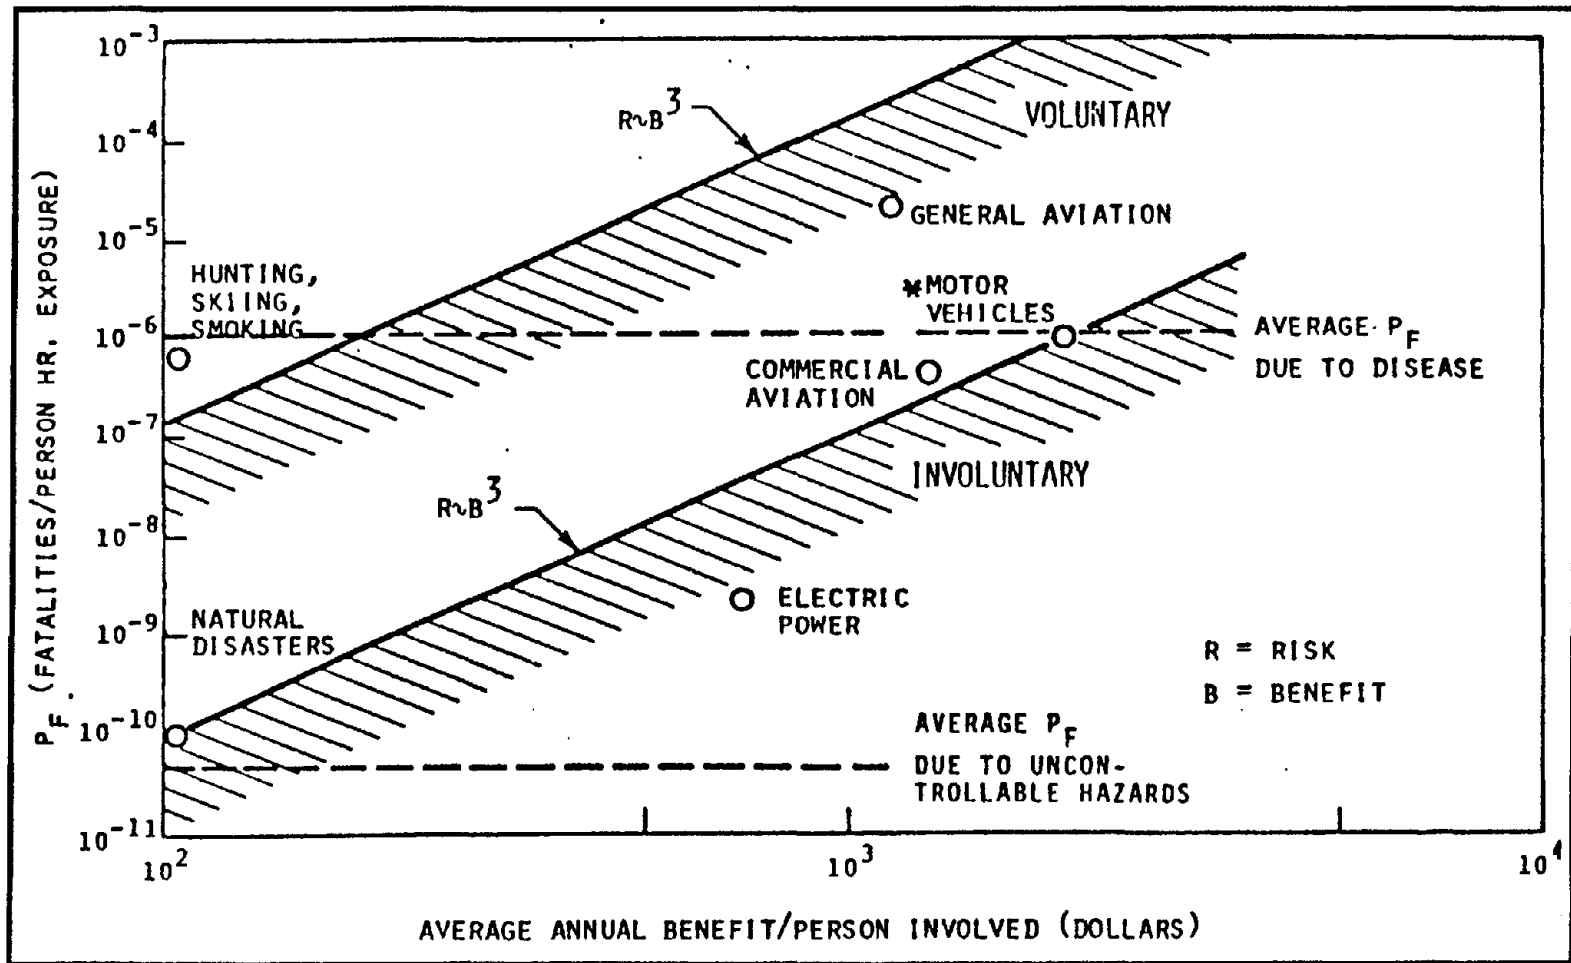 P_F (FATALITIES/PERSON HR. EXPOSURE)
10^-3
10^-4
10^-5
10^-6
10^-7
10^-8
10^-9
10^-10
10^-11
R~B^3
VOLUNTARY
GENERAL AVIATION
HUNTING,
SKIING,
SMOKING
*MOTOR
VEHICLES
AVERAGE P_F
DUE TO DISEASE
COMMERCIAL
AVIATION
INVOLUNTARY
R~B^3
ELECTRIC
POWER
NATURAL
DISASTERS
R = RISK
B = BENEFIT
AVERAGE P_F
DUE TO UNCON-
TROLLABLE HAZARDS
10^2
10^3
10^4
AVERAGE ANNUAL BENEFIT/PERSON INVOLVED (DOLLARS)